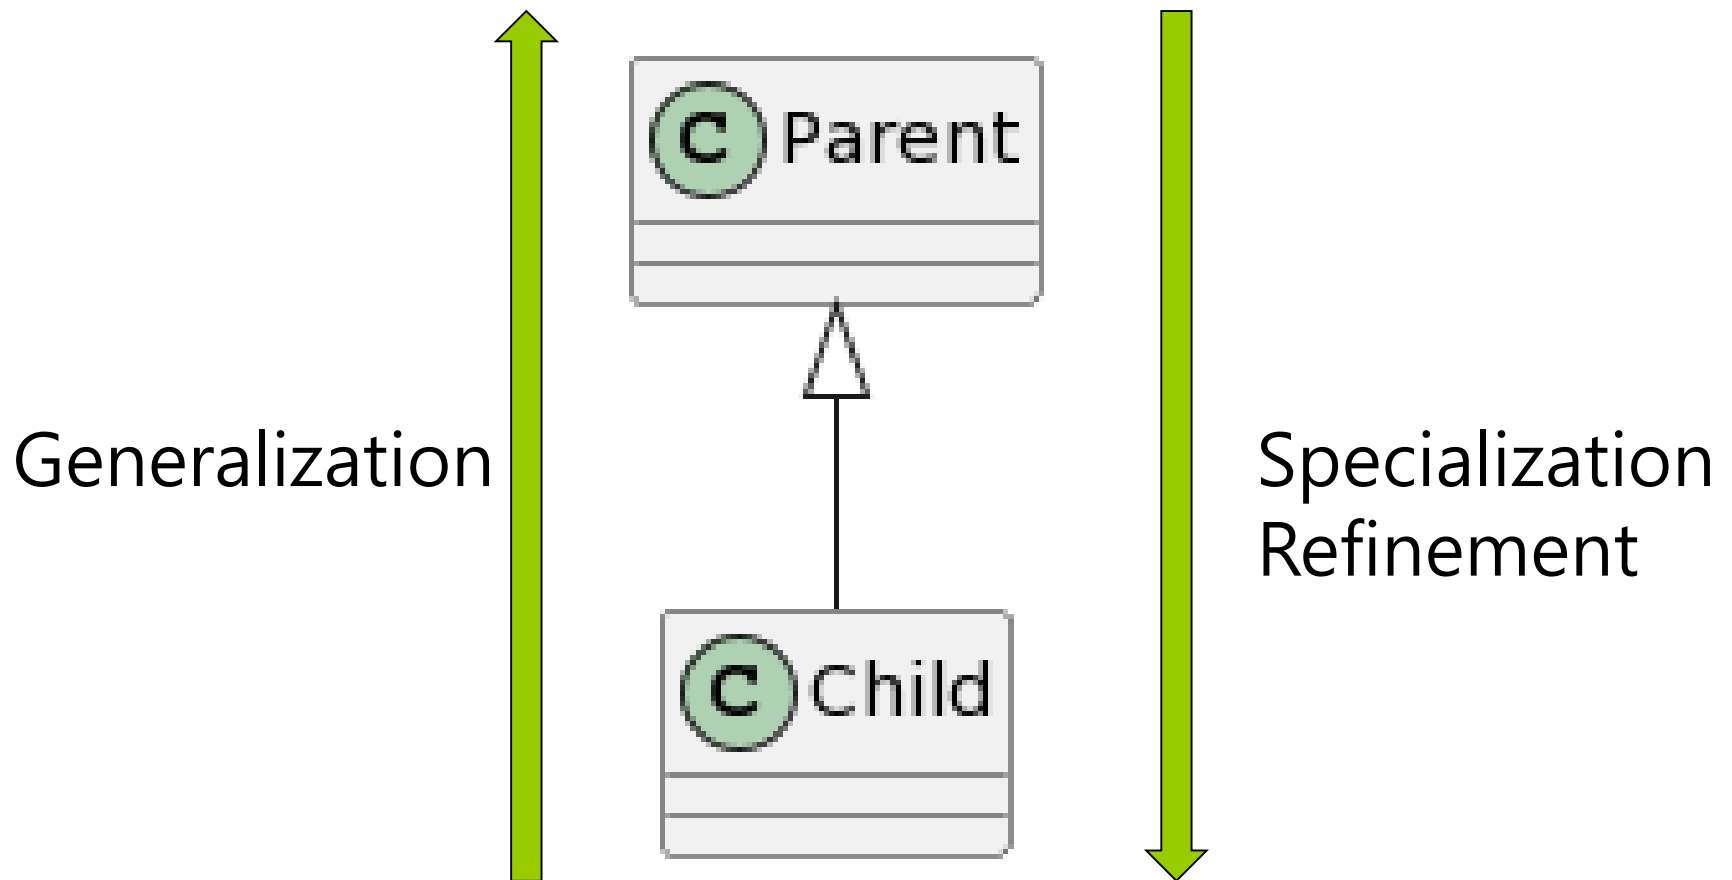 C Parent
Generalization
Specialization
Refinement
C Child